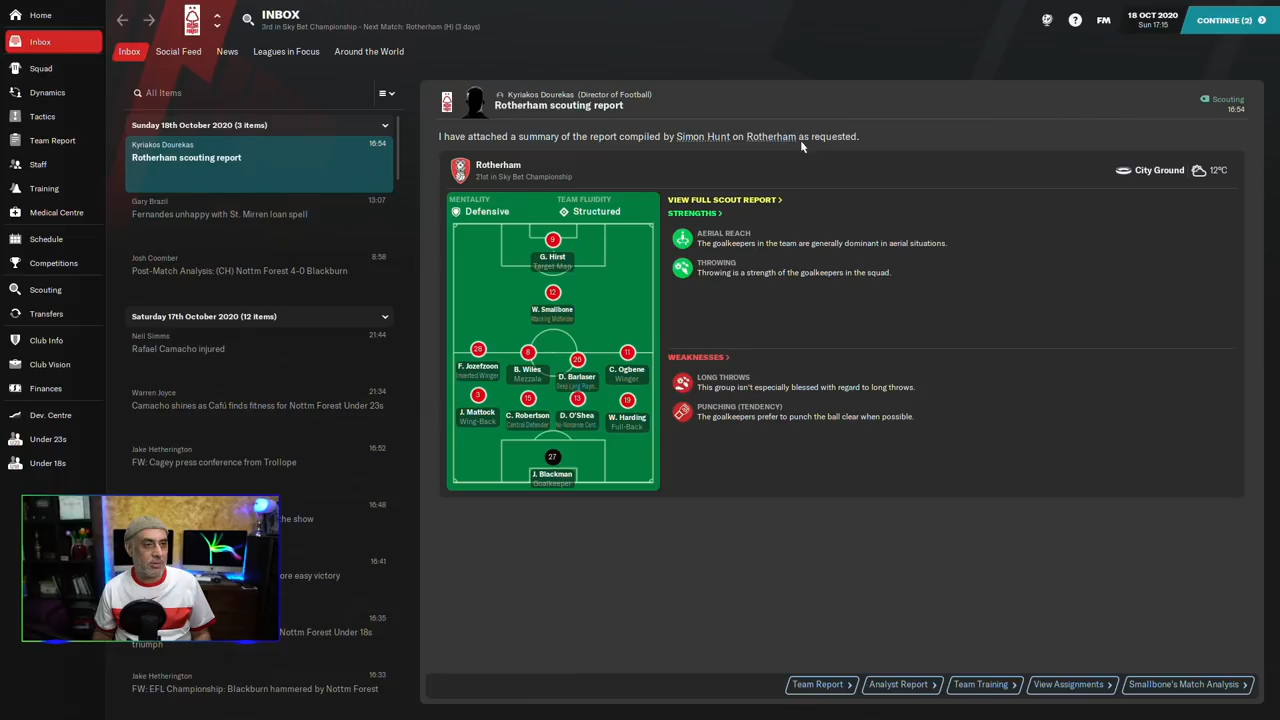 Home
Inbox
Squad
Dynamics
Tactics
Team Report
Staff
Training
Medical Centre
Schedule
Competitions
Scouting
Transfers
Club Info
Club Vision
Finances
Dev. Centre
Under 23s
Under 18s
INBOX
3rd in Sky Bet Championship - Next Match: Rotherham (H) (3 days)
FM
18 OCT 2020
Sun 17:15
CONTINUE (2)
Inbox
Social Feed
News
Leagues in Focus
Around the World
All Items
Sunday 18th October 2020 (3 items)
Kyriakos Dourekas 16:54
Rotherham scouting report
Gary Brazil 13:07
Fernandes unhappy with St. Mirren loan spell
Josh Coomber 8:58
Post-Match Analysis: (CH) Nottm Forest 4-0 Blackburn
Saturday 17th October 2020 (12 items)
Neil Simms 21:44
Rafael Camacho injured
Warren Joyce 21:34
Camacho shines as Cafú finds fitness for Nottm Forest Under 23s
Jake Hetherington 16:52
FW: Cagey press conference from Trollope
16:48
the show
16:41
ore easy victory
16:35
Nottm Forest Under 18s
triumph
Jake Hetherington 16:33
FW: EFL Championship: Blackburn hammered by Nottm Forest
Kyriakos Dourekas (Director of Football)
Rotherham scouting report
Scouting
16:54
I have attached a summary of the report compiled by Simon Hunt on Rotherham as requested.
Rotherham
21st in Sky Bet Championship
City Ground 12°C
MENTALITY
Defensive
TEAM FLUIDITY
Structured
9
G. Hirst
Target Man
12
W. Smallbone
Attacking Midfielder
28
F. Jozefzoon
Inverted Winger
8
B. Wiles
Mezzala
26
D. Barlaser
Deep Lying Playm...
11
C. Ogbene
Winger
3
J. Mattock
Wing-Back
15
C. Robertson
Central Defender
13
D. O'Shea
No-Nonsense Cent...
19
W. Harding
Full-Back
27
J. Blackman
Goalkeeper
VIEW FULL SCOUT REPORT >
STRENGTHS >
AERIAL REACH
The goalkeepers in the team are generally dominant in aerial situations.
THROWING
Throwing is a strength of the goalkeepers in the squad.
WEAKNESSES >
LONG THROWS
This group isn't especially blessed with regard to long throws.
PUNCHING (TENDENCY)
The goalkeepers prefer to punch the ball clear when possible.
Team Report >
Analyst Report >
Team Training >
View Assignments >
Smallbone's Match Analysis >